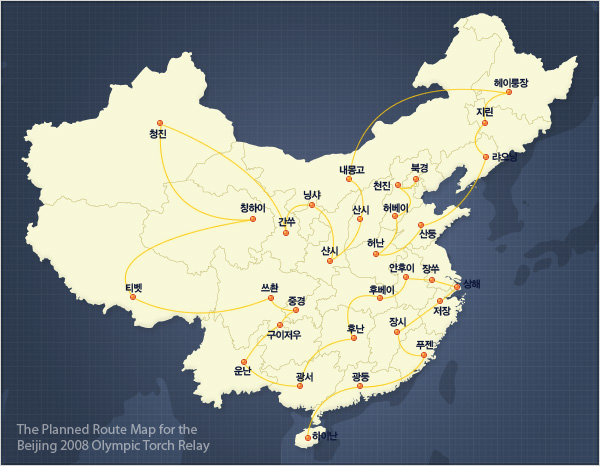 헤이룽장
지린
랴오닝
청진
내몽고
북경
천진
닝샤
산시
허베이
칭하이
간쑤
산둥
샨시
허난
안후이
장쑤
상해
티벳
쓰촨
중경
후베이
저장
구이저우
후난
장시
푸젠
운난
광서
광둥
하이난
The Planned Route Map for the
Beijing 2008 Olympic Torch Relay